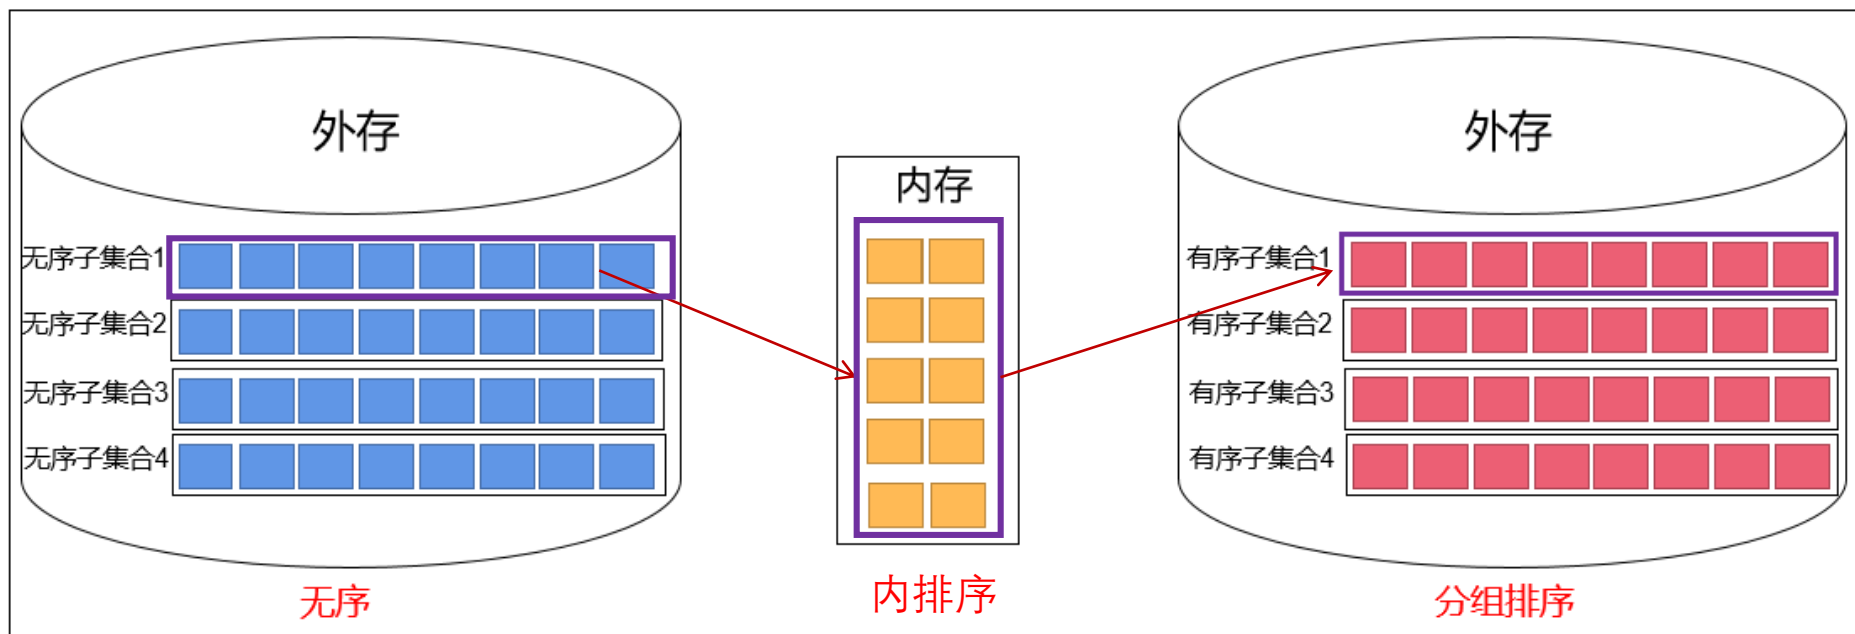 外存
无序子集合1
无序子集合2
无序子集合3
无序子集合4
无序
内存
内排序
外存
有序子集合1
有序子集合2
有序子集合3
有序子集合4
分组排序